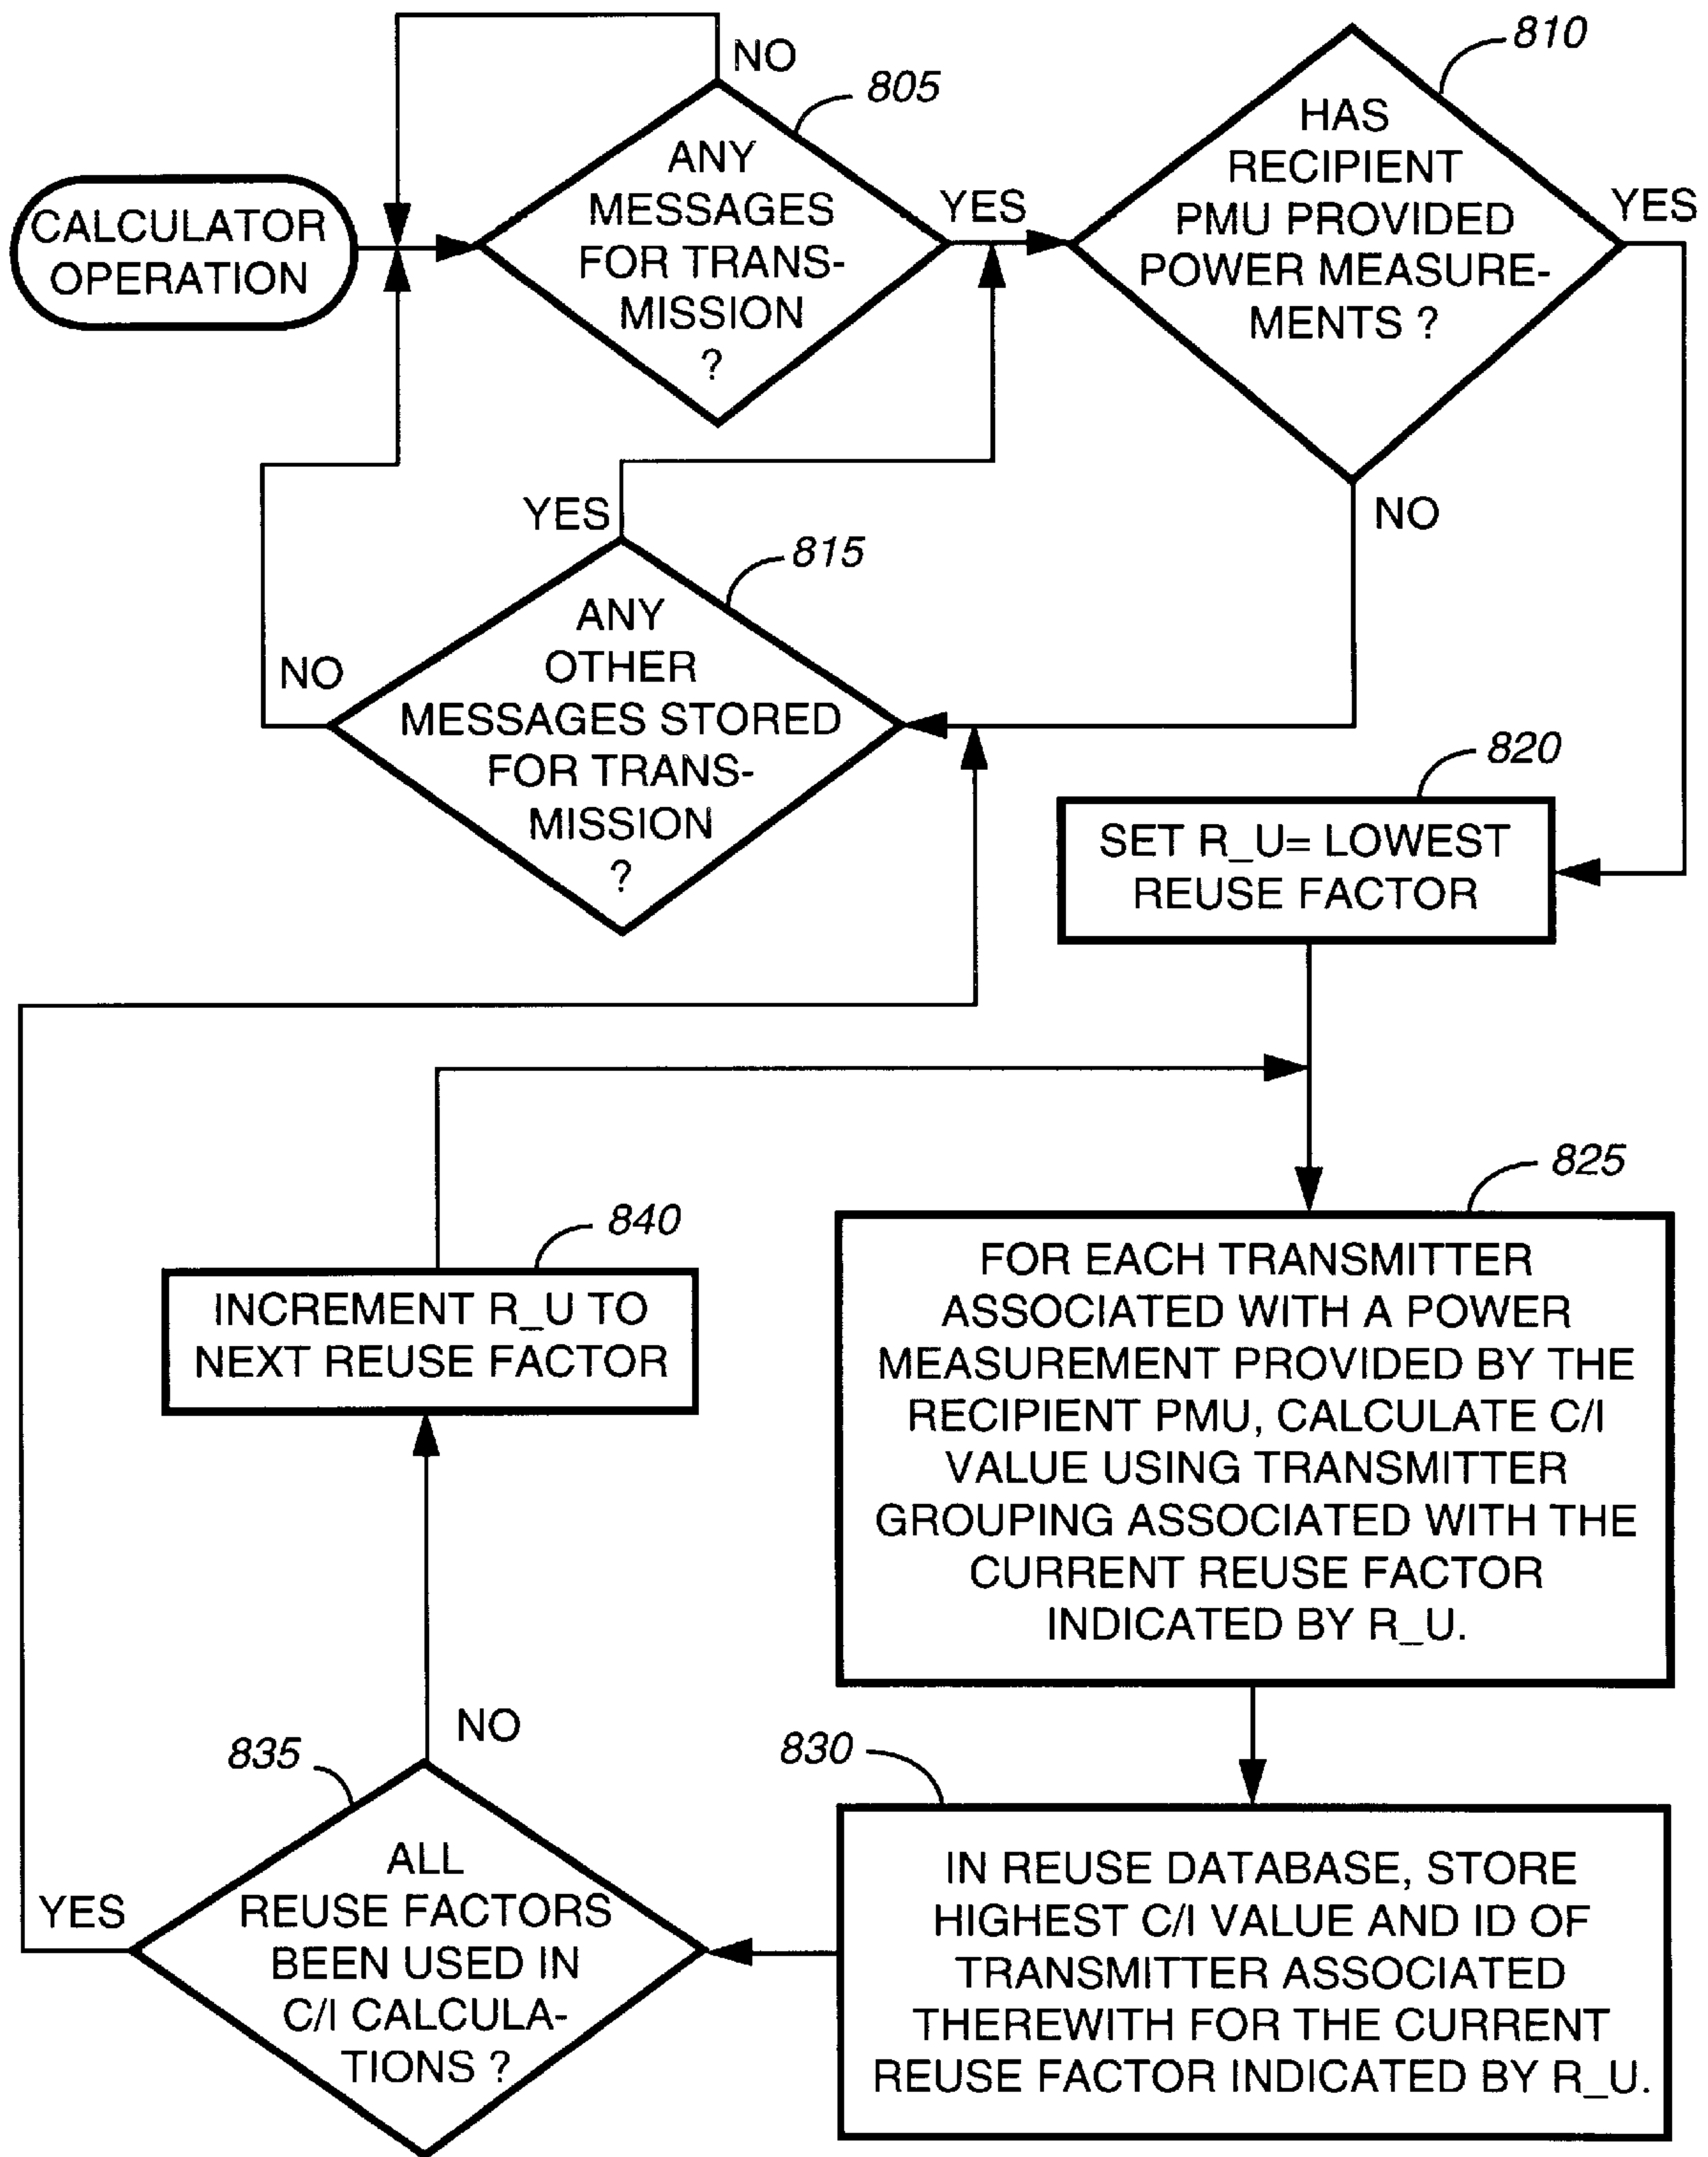 NO
805
810
ANY
MESSAGES
FOR TRANS-
MISSION
?
HAS
RECIPIENT
PMU PROVIDED
POWER MEASURE-
MENTS ?
CALCULATOR
OPERATION
YES
YES
NO
YES
815
ANY
OTHER
MESSAGES STORED
FOR TRANS-
MISSION
?
NO
820
SET R_U= LOWEST
REUSE FACTOR
825
FOR EACH TRANSMITTER
ASSOCIATED WITH A POWER
MEASUREMENT PROVIDED BY THE
RECIPIENT PMU, CALCULATE C/I
VALUE USING TRANSMITTER
GROUPING ASSOCIATED WITH THE
CURRENT REUSE FACTOR
INDICATED BY R_U.
840
INCREMENT R_U TO
NEXT REUSE FACTOR
NO
835
ALL
REUSE FACTORS
BEEN USED IN
C/I CALCULA-
TIONS ?
YES
830
IN REUSE DATABASE, STORE
HIGHEST C/I VALUE AND ID OF
TRANSMITTER ASSOCIATED
THEREWITH FOR THE CURRENT
REUSE FACTOR INDICATED BY R_U.